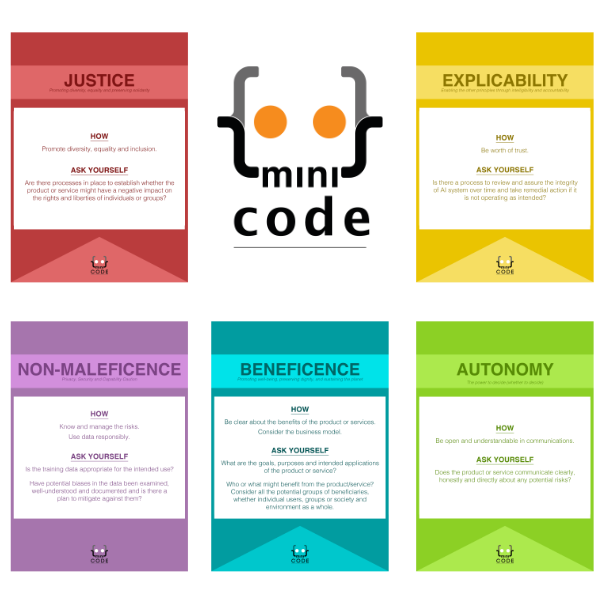 JUSTICE
Promoting diversity, equality and preserving solidarity
HOW
Promote diversity, equality and inclusion.
ASK YOURSELF
Are there processes in place to establish whether the
product or service might have a negative impact on
the rights and liberties of individuals or groups?
CODE
mini
code
EXPLICABILITY
Enabling the other principles through intelligibility and accountability
HOW
Be worth of trust.
ASK YOURSELF
Is there a process to review and assure the integrity
of AI system over time and take remedial action if it
is not operating as intended?
CODE
NON-MALEFICENCE
Privacy, Security and Capability Caution
HOW
Know and manage the risks.
Use data responsibly.
ASK YOURSELF
Is the training data appropriate for the intended use?
Have potential biases in the data been examined,
well-understood and documented and is there a
plan to mitigate against them?
CODE
BENEFICENCE
Promoting well-being, preserving dignity, and sustaining the planet
HOW
Be clear about the benefits of the product or services.
Consider the business model.
ASK YOURSELF
What are the goals, purposes and intended applications
of the product or service?
Who or what might benefit from the product/service?
Consider all the potential groups of beneficiaries,
whether individual users, groups or society and
environment as a whole.
CODE
AUTONOMY
The power to decide (whether to decide)
HOW
Be open and understandable in communications.
ASK YOURSELF
Does the product or service communicate clearly,
honestly and directly about any potential risks?
CODE